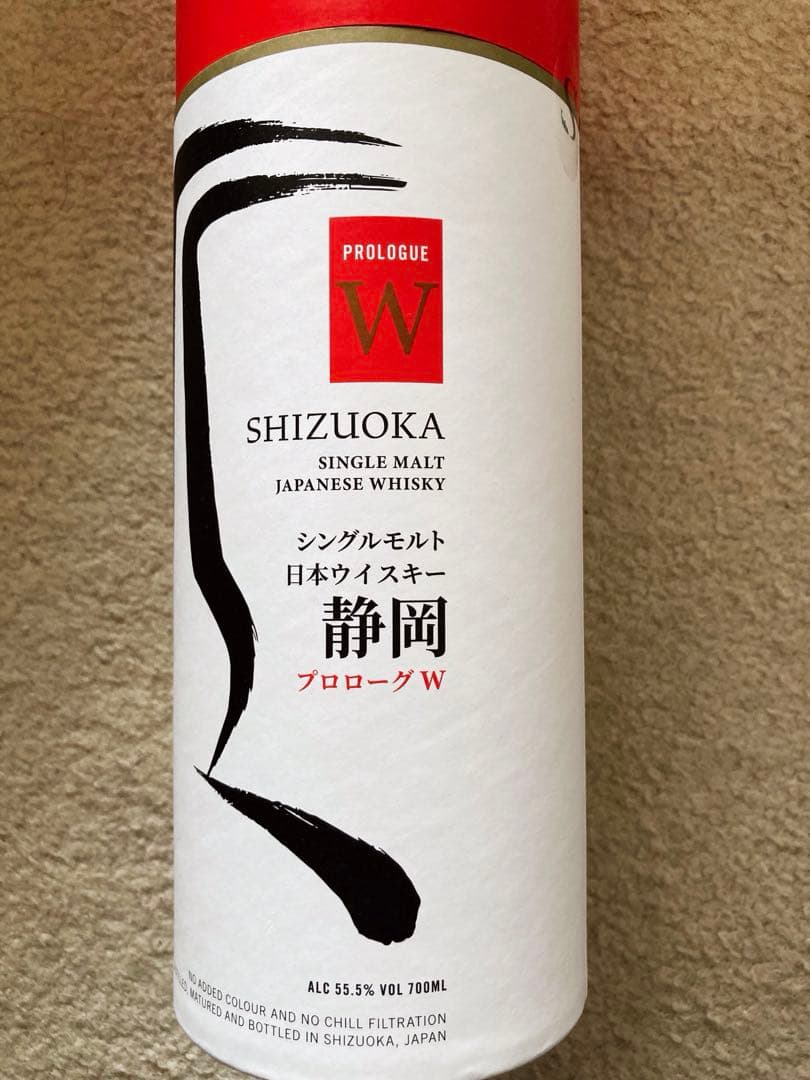 PROLOGUE
W
SHIZUOKA
SINGLE MALT
JAPANESE WHISKY
シングルモルト
日本ウイスキー
静岡
プロローグ W
ALC 55.5% VOL 700ML
NO ADDED COLOUR AND NO CHILL FILTRATION
MATURED AND BOTTLED IN SHIZUOKA, JAPAN